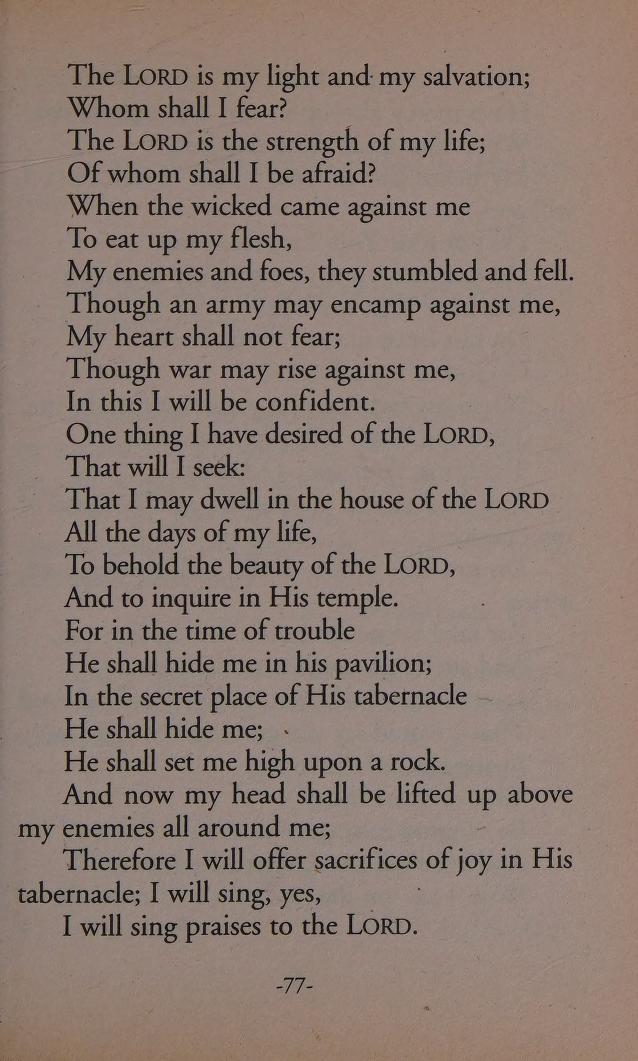 The LORD is my light and my salvation;
Whom shall I fear?
The LORD is the strength of my life;
Of whom shall I be afraid?
When the wicked came against me
To eat up my flesh,
My enemies and foes, they stumbled and fell.
Though an army may encamp against me,
My heart shall not fear;
Though war may rise against me,
In this I will be confident.
One thing I have desired of the LORD,
That will I seek:
That I may dwell in the house of the LORD
All the days of my life,
To behold the beauty of the LORD,
And to inquire in His temple.
For in the time of trouble
He shall hide me in his pavilion;
In the secret place of His tabernacle
He shall hide me;
He shall set me high upon a rock.
And now my head shall be lifted up above
my enemies all around me;
Therefore I will offer sacrifices of joy in His
tabernacle; I will sing, yes,
I will sing praises to the LORD.
-77-